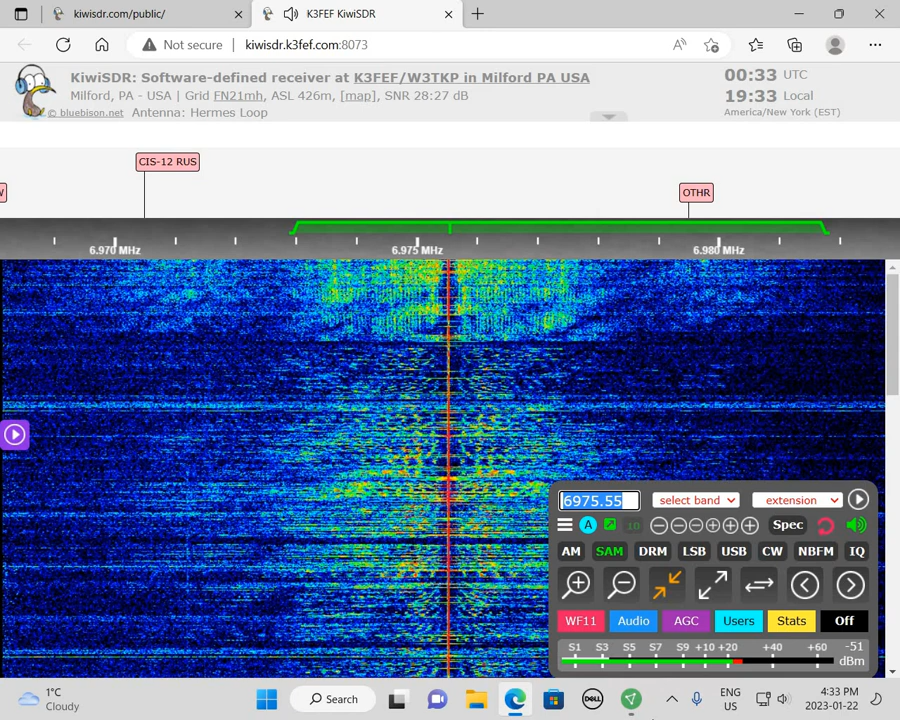 kiwisdr.com/public/
K3FEF KiwiSDR
Not secure
kiwisdr.k3fef.com:8073
KiwiSDR: Software-defined receiver at K3FEF/W3TKP in Milford PA USA
Milford, PA - USA | Grid FN21mh, ASL 426m, [map], SNR 28:27 dB
© bluebison.net Antenna: Hermes Loop
00:33 UTC
19:33 Local
America/New York (EST)
CIS-12 RUS
OTHR
6.970 MHz 6.975 MHz 6.980 MHz
6975.55 select band extension
A 10 Spec
AM SAM DRM LSB USB CW NBFM IQ
WF11 Audio AGC Users Stats Off
S1 S3 S5 S7 S9 +10 +20 +40 +60 -51
dBm
1°C
Cloudy
Search
DELL
ENG
US
4:33 PM
2023-01-22